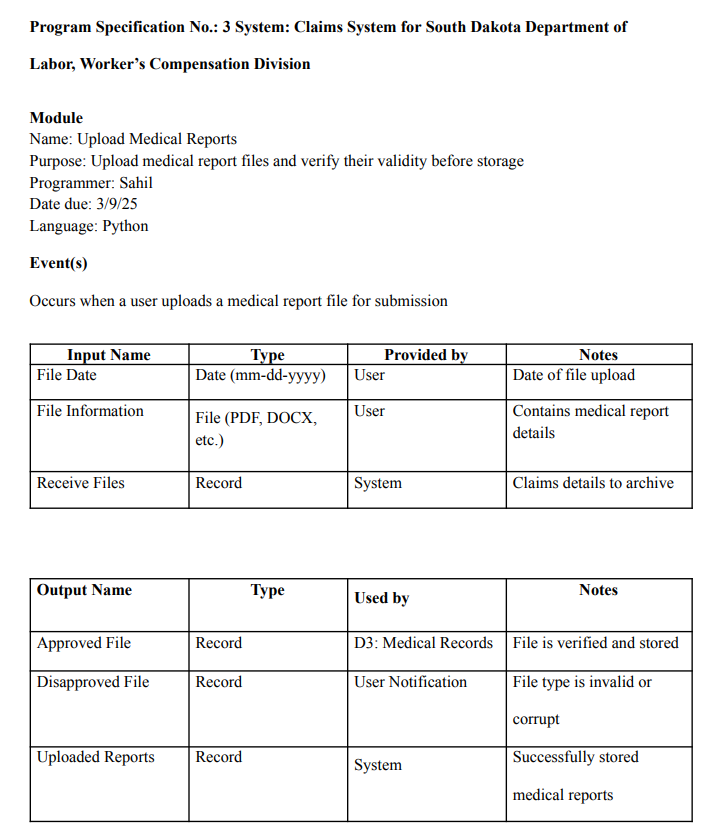 Program Specification No.: 3 System: Claims System for South Dakota Department of
Labor, Worker’s Compensation Division
Module
Name: Upload Medical Reports
Purpose: Upload medical report files and verify their validity before storage
Programmer: Sahil
Date due: 3/9/25
Language: Python
Event(s)
Occurs when a user uploads a medical report file for submission
Input Name Type Provided by Notes
File Date Date (mm-dd-yyyy) User Date of file upload
File Information File (PDF, DOCX, etc.) User Contains medical report details
Receive Files Record System Claims details to archive
Output Name Type Used by Notes
Approved File Record D3: Medical Records File is verified and stored
Disapproved File Record User Notification File type is invalid or corrupt
Uploaded Reports Record System Successfully stored medical reports